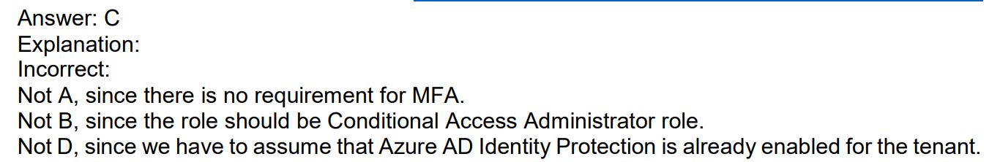 Answer: C
Explanation:
Incorrect:
Not A, since there is no requirement for MFA.
Not B, since the role should be Conditional Access Administrator role.
Not D, since we have to assume that Azure AD Identity Protection is already enabled for the tenant.